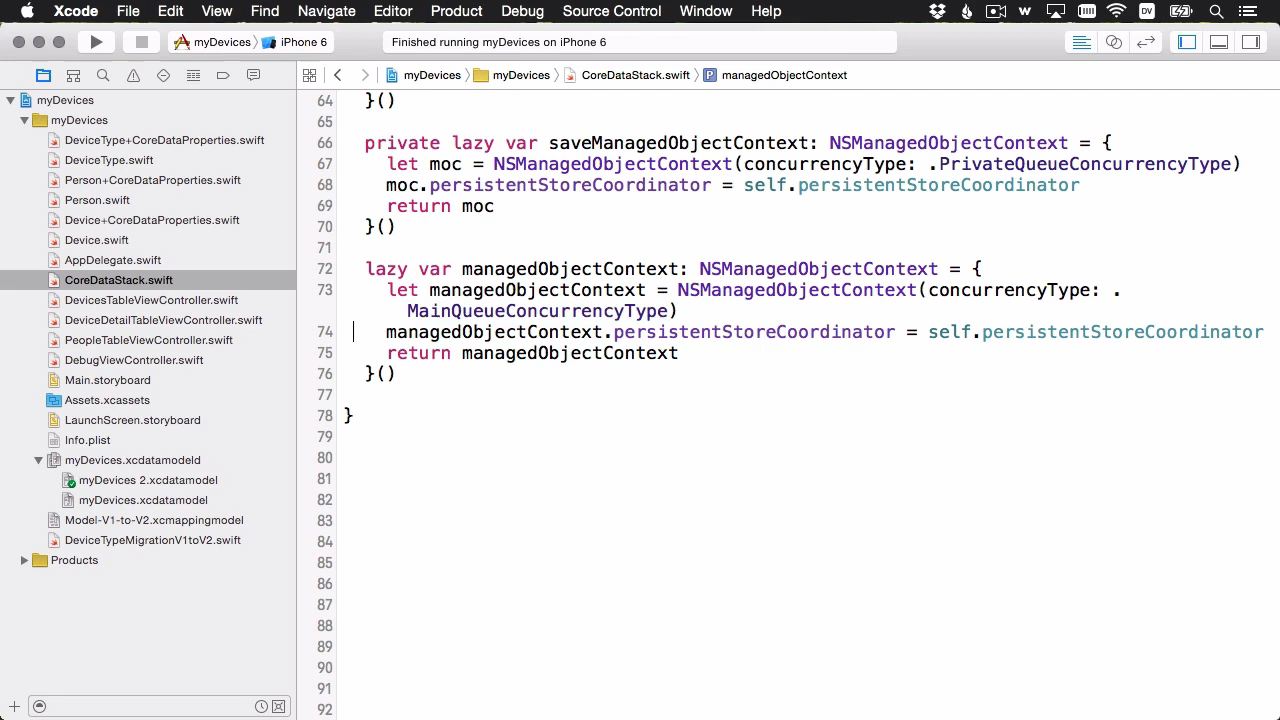 Xcode File Edit View Find Navigate Editor Product Debug Source Control Window Help
myDevices iPhone 6 Finished running myDevices on iPhone 6
myDevices myDevices CoreDataStack.swift P managedObjectContext
myDevices
myDevices
DeviceType+CoreDataProperties.swift
DeviceType.swift
Person+CoreDataProperties.swift
Person.swift
Device+CoreDataProperties.swift
Device.swift
AppDelegate.swift
CoreDataStack.swift
DevicesTableViewController.swift
DeviceDetailTableViewController.swift
PeopleTableViewController.swift
DebugViewController.swift
Main.storyboard
Assets.xcassets
LaunchScreen.storyboard
Info.plist
myDevices.xcdatamodeld
myDevices 2.xcdatamodel
myDevices.xcdatamodel
Model-V1-to-V2.xcmappingmodel
DeviceTypeMigrationV1toV2.swift
Products
64 }()
65
66 private lazy var saveManagedObjectContext: NSManagedObjectContext = {
67 let moc = NSManagedObjectContext(concurrencyType: .PrivateQueueConcurrencyType)
68 moc.persistentStoreCoordinator = self.persistentStoreCoordinator
69 return moc
70 }()
71
72 lazy var managedObjectContext: NSManagedObjectContext = {
73 let managedObjectContext = NSManagedObjectContext(concurrencyType: .
MainQueueConcurrencyType)
74 managedObjectContext.persistentStoreCoordinator = self.persistentStoreCoordinator
75 return managedObjectContext
76 }()
77
78 }
79
80
81
82
83
84
85
86
87
88
89
90
91
92